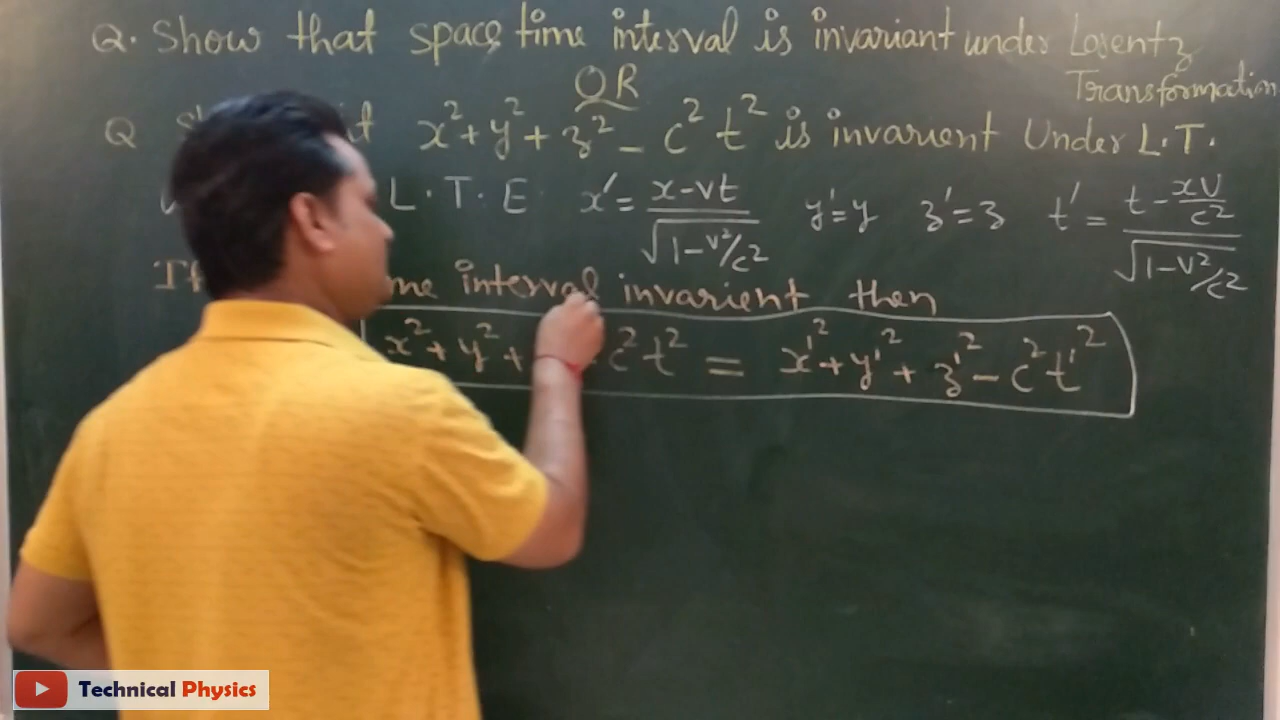 Q. Show that space time interval is invariant under Lorentz Transformation
OR
Q x²+y²+z²-c²t² is invarient Under L.T.
L.T.E x'=x-vt/√1-v²/c² y'=y z'=z t'=t-xv/c²/√1-v²/c²
interval invarient then
x²+y²+ c²t² = x'²+y'²+z'²-c²t'²
Technical Physics